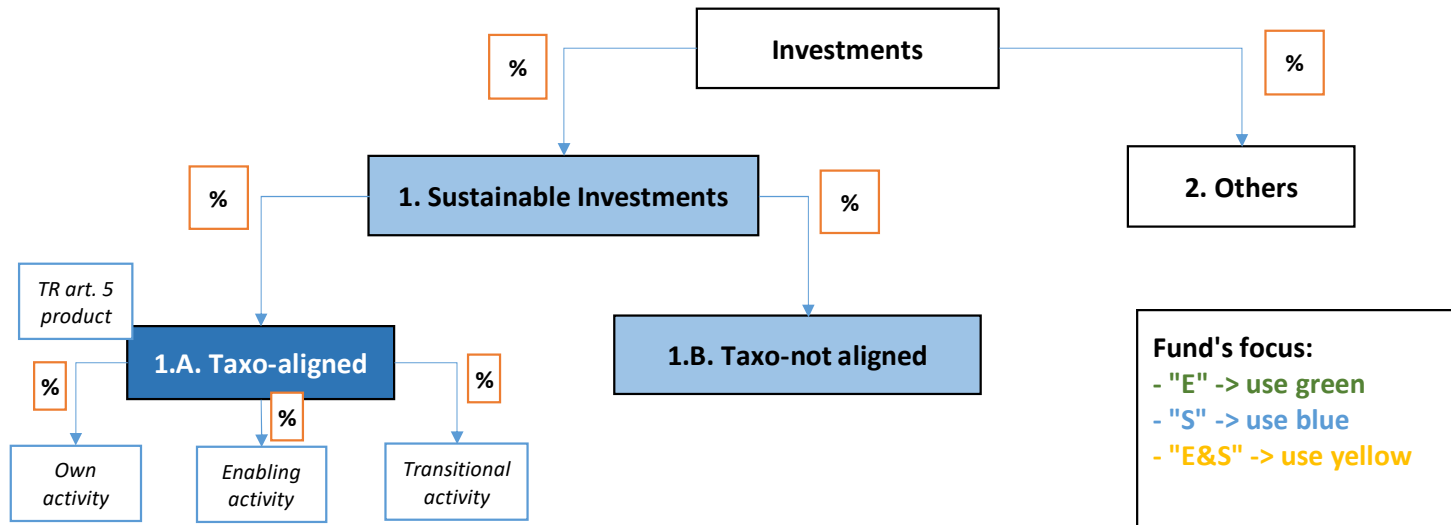 Investments
%
%
1. Sustainable Investments
2. Others
%
%
TR art. 5
product
1.A. Taxo-aligned
1.B. Taxo-not aligned
%
%
%
Own
activity
Enabling
activity
Transitional
activity
Fund's focus:
- "E" -> use green
- "S" -> use blue
- "E&S" -> use yellow